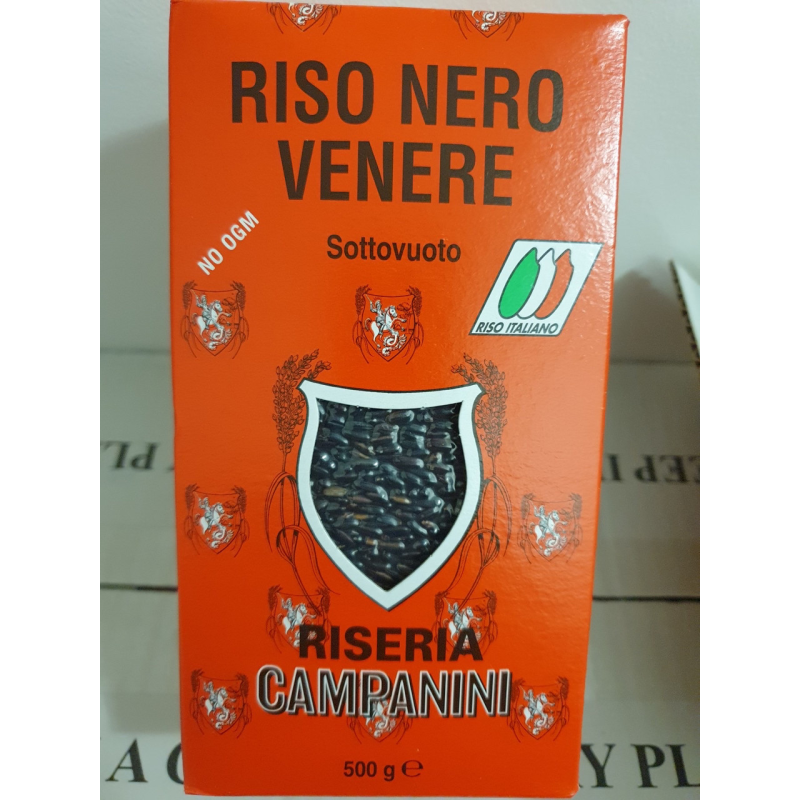 RISO NERO
VENERE
NO OGM
Sottovuoto
RISO ITALIANO
RISERIA
CAMPANINI
500 g ℮